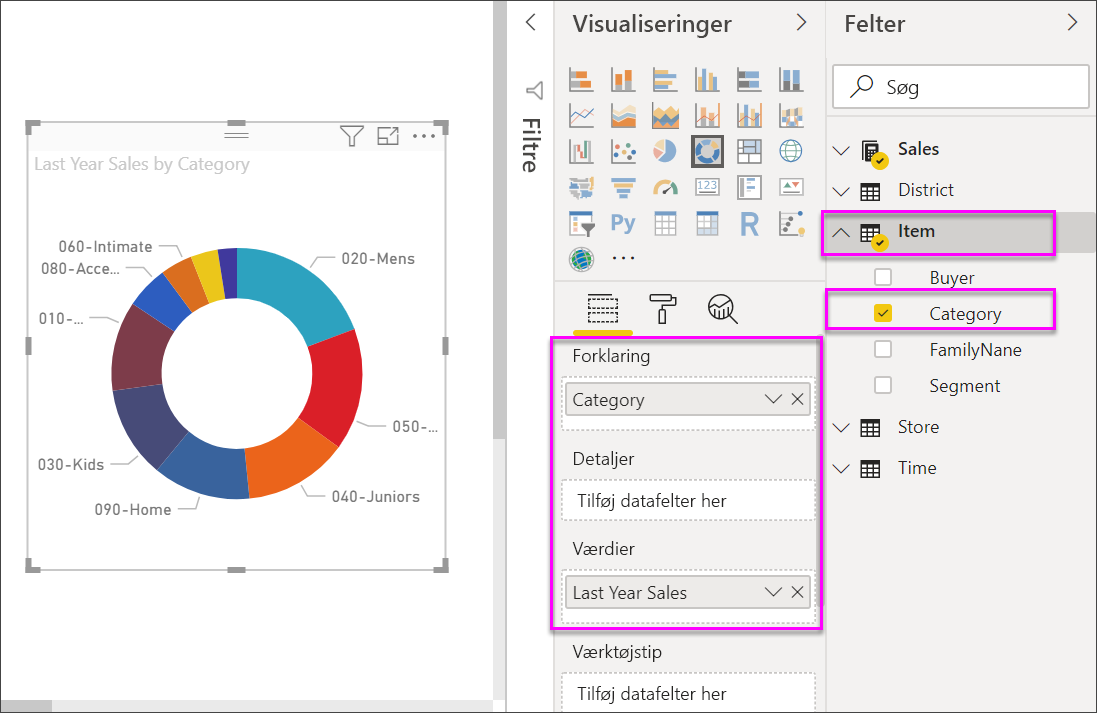 Last Year Sales by Category
060-Intimate
080-Acce...
010-...
030-Kids
090-Home
020-Mens
050-...
040-Juniors
Filtre
Visualiseringer
123
Py
R
Forklaring
Category
Detaljer
Tilføj datafelter her
Værdier
Last Year Sales
Værktøjstip
Tilføj datafelter her
Felter
Søg
Sales
District
Item
Buyer
Category
FamilyNane
Segment
Store
Time